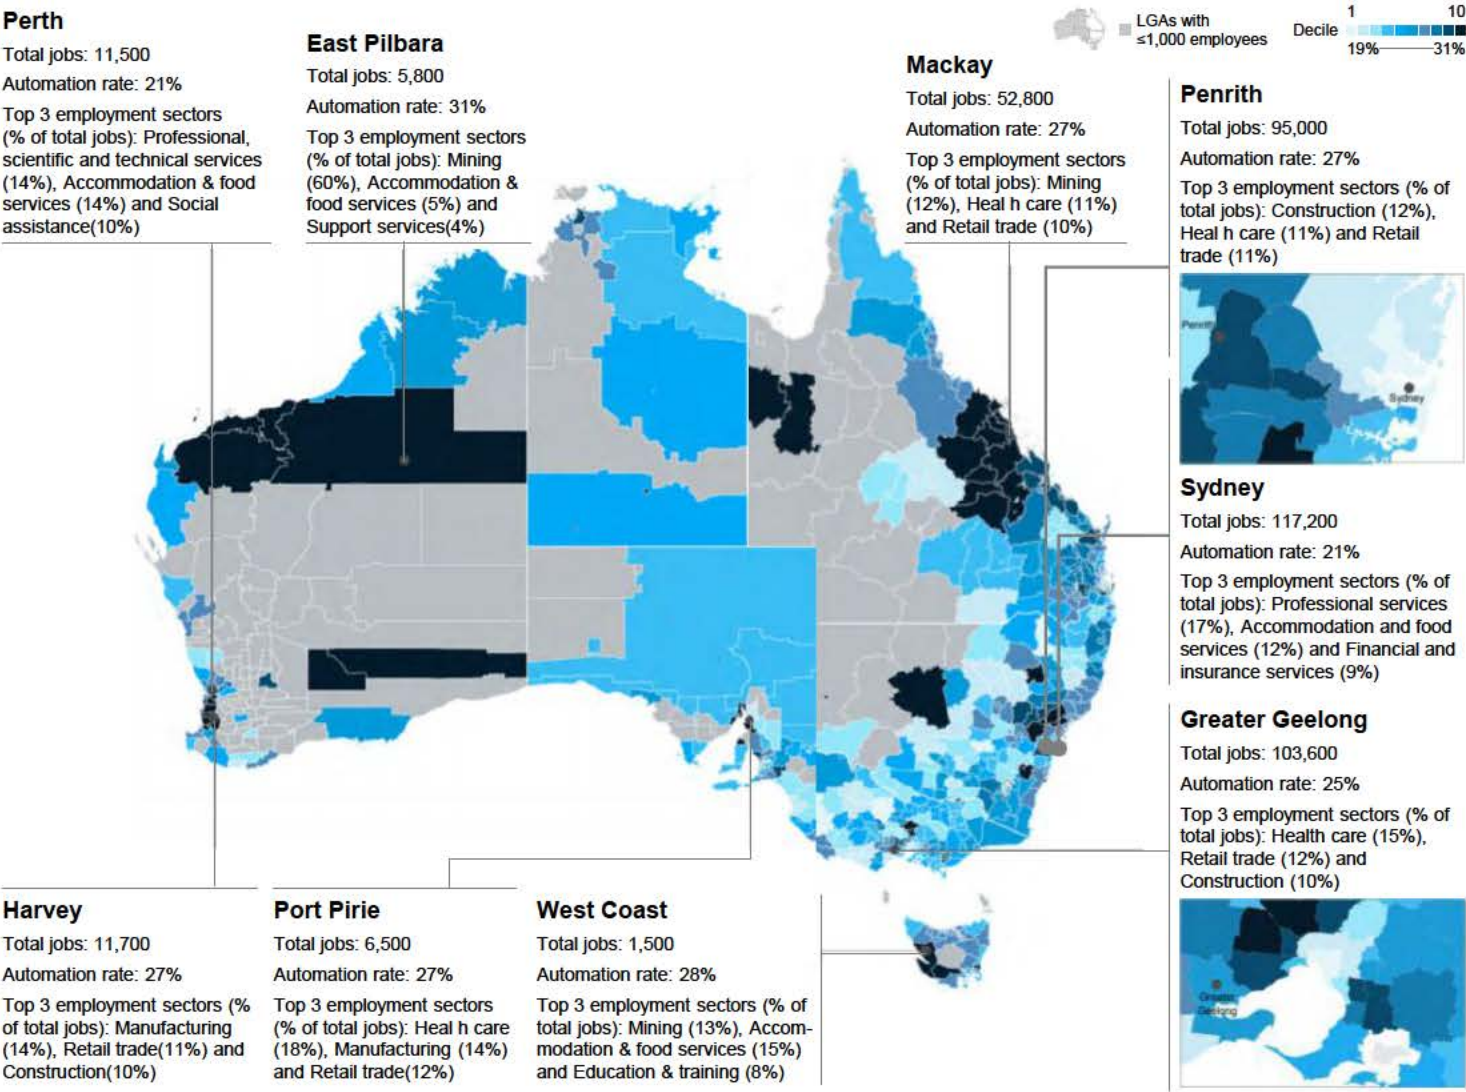 Perth
Total jobs: 11,500
Automation rate: 21%
Top 3 employment sectors
(% of total jobs): Professional,
scientific and technical services
(14%), Accommodation & food
services (14%) and Social
assistance(10%)
East Pilbara
Total jobs: 5,800
Automation rate: 31%
Top 3 employment sectors
(% of total jobs): Mining
(60%), Accommodation &
food services (5%) and
Support services(4%)
Mackay
Total jobs: 52,800
Automation rate: 27%
Top 3 employment sectors
(% of total jobs): Mining
(12%), Heal h care (11%)
and Retail trade (10%)
LGAs with
≤1,000 employees
Decile
1 10
19% 31%
Penrith
Total jobs: 95,000
Automation rate: 27%
Top 3 employment sectors (% of
total jobs): Construction (12%),
Heal h care (11%) and Retail
trade (11%)
Penrith
Sydney
Sydney
Total jobs: 117,200
Automation rate: 21%
Top 3 employment sectors (% of
total jobs): Professional services
(17%), Accommodation and food
services (12%) and Financial and
insurance services (9%)
Greater Geelong
Total jobs: 103,600
Automation rate: 25%
Top 3 employment sectors (% of
total jobs): Health care (15%),
Retail trade (12%) and
Construction (10%)
Greater
Geelong
Harvey
Total jobs: 11,700
Automation rate: 27%
Top 3 employment sectors (%
of total jobs): Manufacturing
(14%), Retail trade(11%) and
Construction(10%)
Port Pirie
Total jobs: 6,500
Automation rate: 27%
Top 3 employment sectors
(% of total jobs): Heal h care
(18%), Manufacturing (14%)
and Retail trade(12%)
West Coast
Total jobs: 1,500
Automation rate: 28%
Top 3 employment sectors (% of
total jobs): Mining (13%), Accom-
modation & food services (15%)
and Education & training (8%)